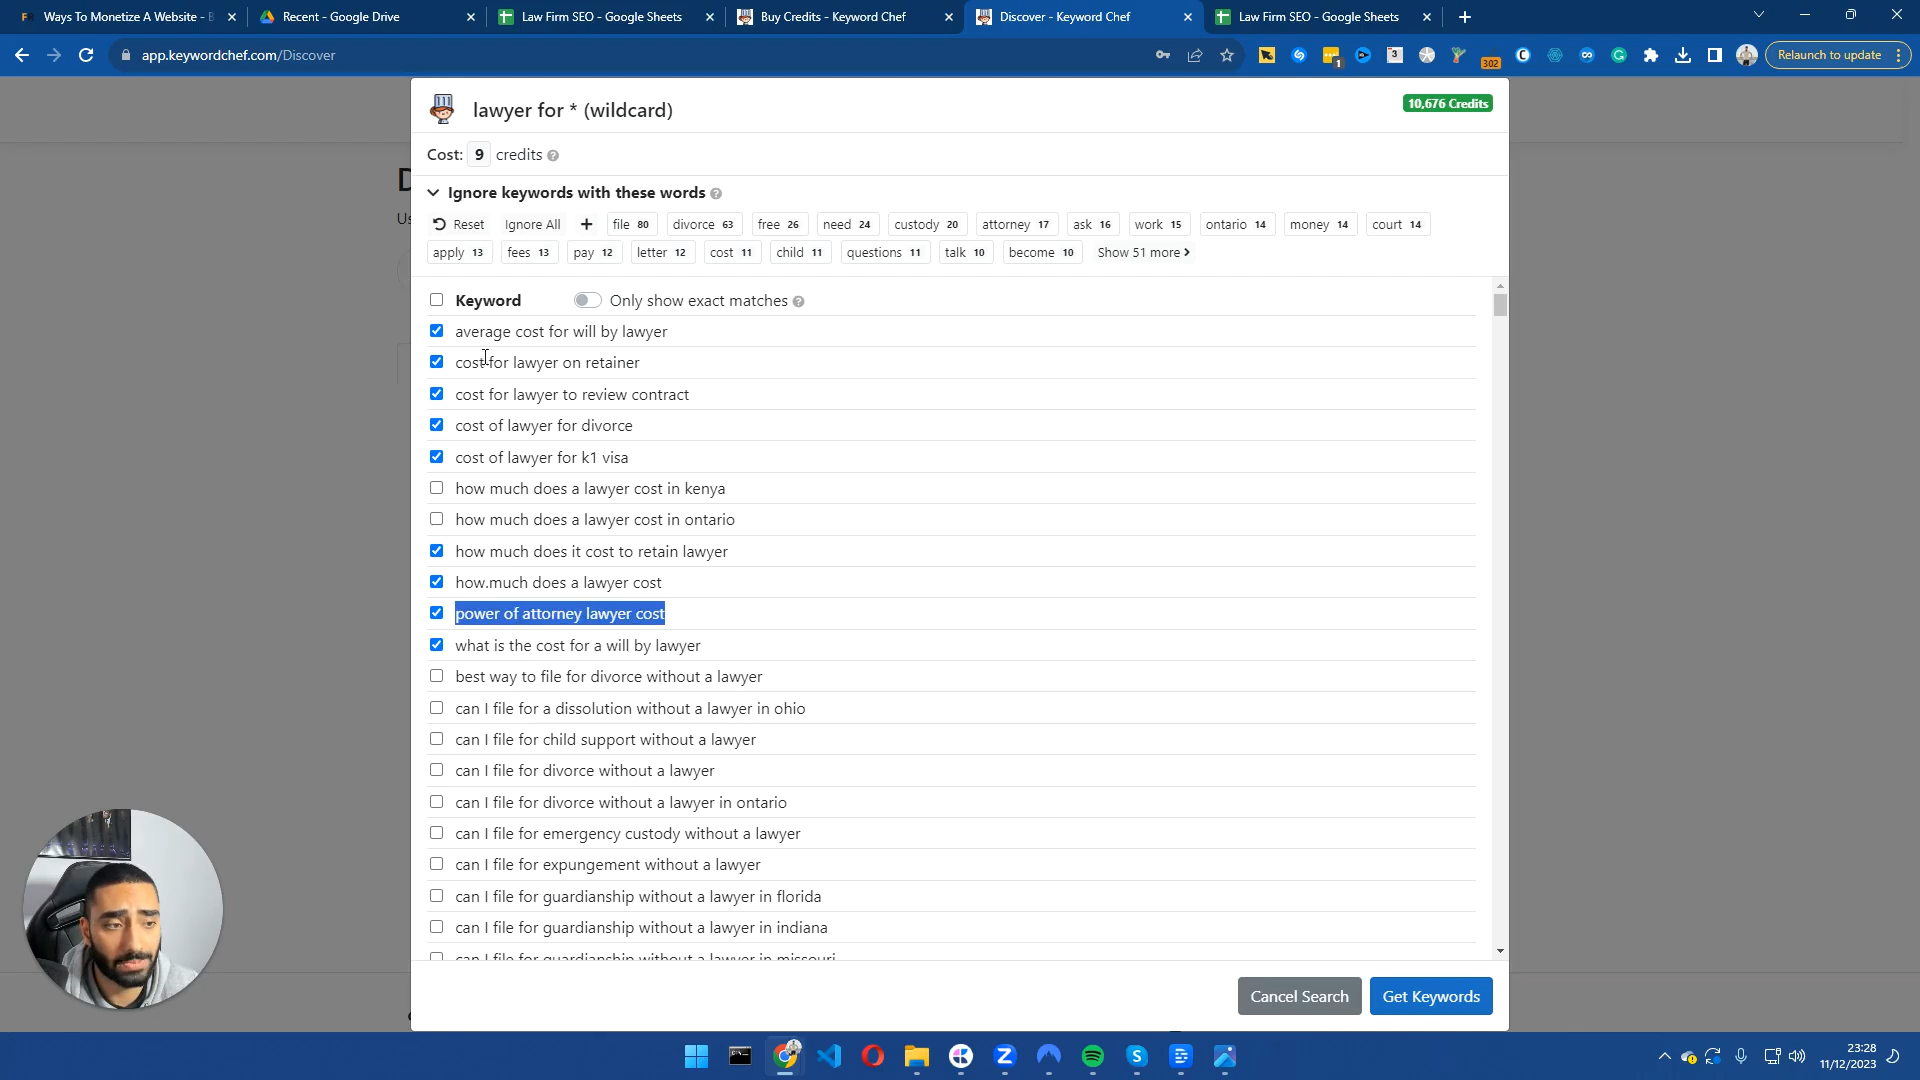 Ways To Monetize A Website - B
Recent - Google Drive
Law Firm SEO - Google Sheets
Buy Credits - Keyword Chef
Discover - Keyword Chef
Law Firm SEO - Google Sheets
app.keywordchef.com/Discover
1
3
302
Relaunch to update
lawyer for * (wildcard)
10,676 Credits
Cost: 9 credits
Ignore keywords with these words
Reset Ignore All + file 80 divorce 63 free 26 need 24 custody 20 attorney 17 ask 16 work 15 ontario 14 money 14 court 14
apply 13 fees 13 pay 12 letter 12 cost 11 child 11 questions 11 talk 10 become 10 Show 51 more
Keyword Only show exact matches
average cost for will by lawyer
cost for lawyer on retainer
cost for lawyer to review contract
cost of lawyer for divorce
cost of lawyer for k1 visa
how much does a lawyer cost in kenya
how much does a lawyer cost in ontario
how much does it cost to retain lawyer
how.much does a lawyer cost
power of attorney lawyer cost
what is the cost for a will by lawyer
best way to file for divorce without a lawyer
can I file for a dissolution without a lawyer in ohio
can I file for child support without a lawyer
can I file for divorce without a lawyer
can I file for divorce without a lawyer in ontario
can I file for emergency custody without a lawyer
can I file for expungement without a lawyer
can I file for guardianship without a lawyer in florida
can I file for guardianship without a lawyer in indiana
can I file for guardianship without a lawyer in missouri
Cancel Search
Get Keywords
23:28
11/12/2023